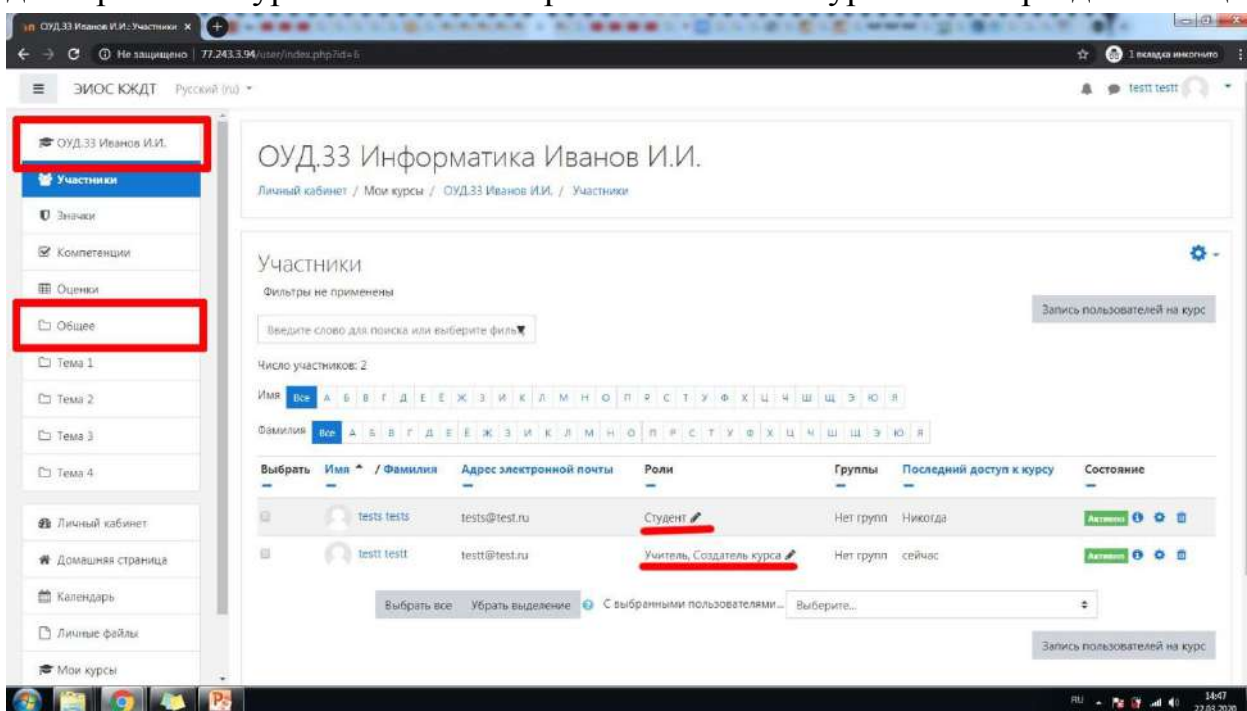 ОУД.33 Иванов И.И.: Участники
Не защищено 77.243.3.94/user/index.php?id=6
1 вкладка инкогнито
ЭИОС КЖДТ Русский (ru)
testt testt
ОУД.33 Иванов И.И.
Участники
Значки
Компетенции
Оценки
Общее
Тема 1
Тема 2
Тема 3
Тема 4
Личный кабинет
Домашняя страница
Календарь
Личные файлы
Мои курсы
ОУД.33 Информатика Иванов И.И.
Личный кабинет / Мои курсы / ОУД.33 Иванов И.И. / Участники
Участники
Фильтры не применены
Запись пользователей на курс
Введите слово для поиска или выберите филь
Число участников: 2
Имя Все А Б В Г Д Е Ё Ж З И К Л М Н О П Р С Т У Ф Х Ц Ч Ш Щ Э Ю Я
Фамилия Все А Б В Г Д Е Ё Ж З И К Л М Н О П Р С Т У Ф Х Ц Ч Ш Щ Э Ю Я
Выбрать Имя / Фамилия Адрес электронной почты Роли Группы Последний доступ к курсу Состояние
tests tests tests@test.ru Студент Нет групп Никогда Активно
testt testt testt@test.ru Учитель, Создатель курса Нет групп сейчас Активно
Выбрать все Убрать выделение С выбранными пользователями... Выберите...
Запись пользователей на курс
RU 14:47
22.03.2020